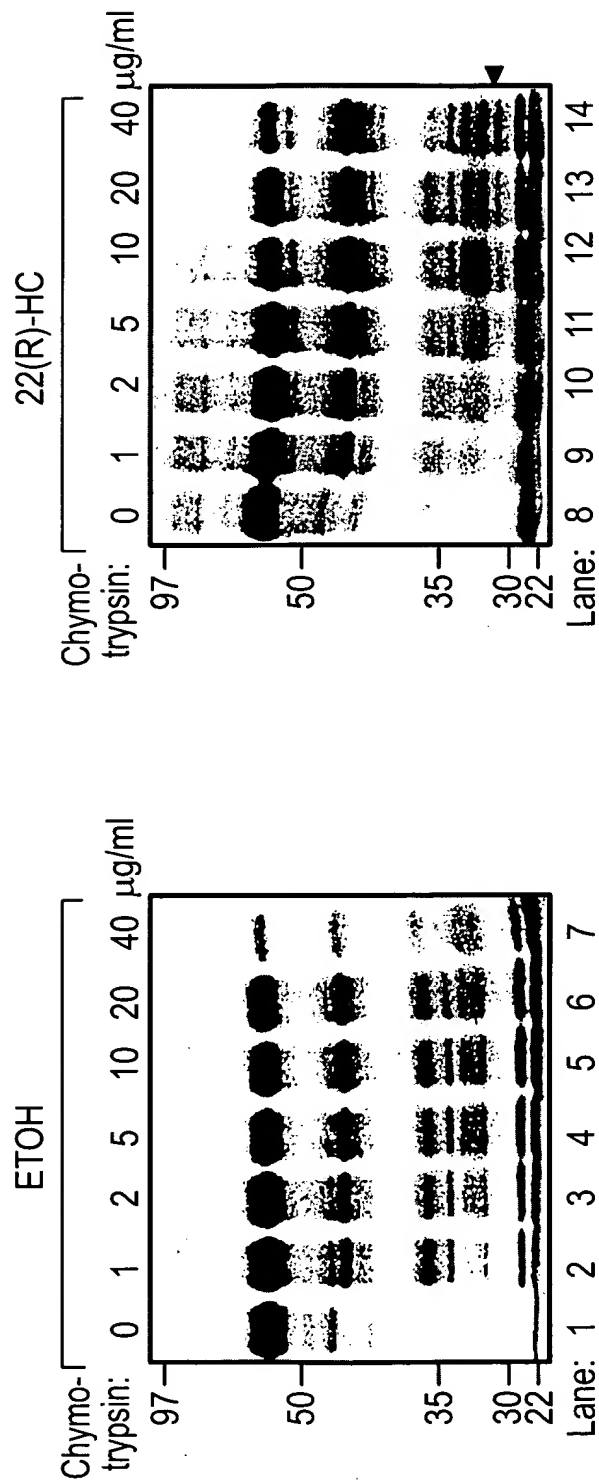 ETOH
Chymo-
trypsin: 0 1 2 5 10 20 40 μg/ml
97
50
35
30
22
Lane: 1 2 3 4 5 6 7
22(R)-HC
Chymo-
trypsin: 0 1 2 5 10 20 40 μg/ml
97
50
35
30
22
Lane: 8 9 10 11 12 13 14